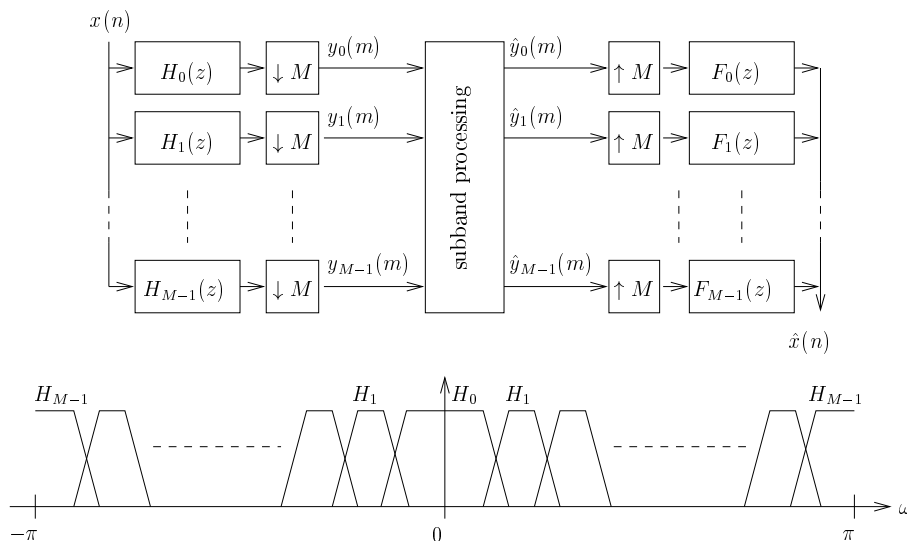 x(n)
H_0(z) ↓ M y_0(m) ŷ_0(m) ↑ M F_0(z)
H_1(z) ↓ M y_1(m) ŷ_1(m) ↑ M F_1(z)
subband processing
H_{M-1}(z) ↓ M y_{M-1}(m) ŷ_{M-1}(m) ↑ M F_{M-1}(z)
x̂(n)
H_{M-1} H_1 H_0 H_1 H_{M-1}
-π 0 π ω